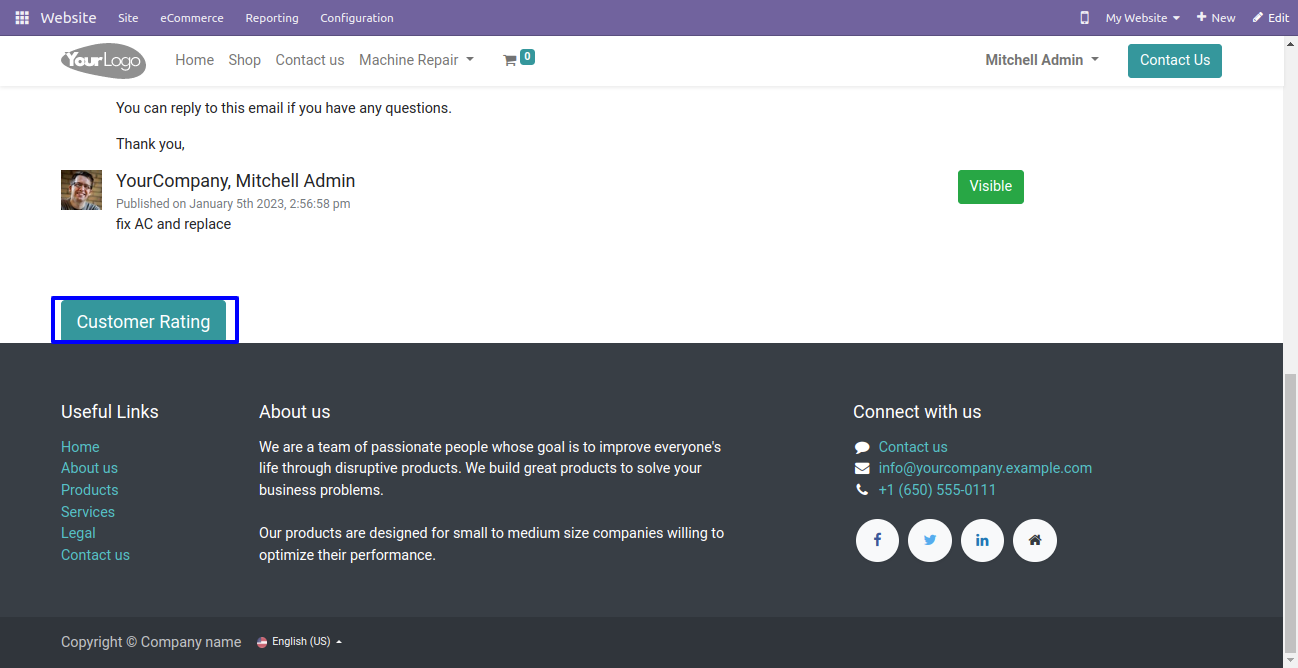 Website Site eCommerce Reporting Configuration My Website New Edit
YourLogo Home Shop Contact us Machine Repair 0 Mitchell Admin Contact Us
You can reply to this email if you have any questions.
Thank you,
YourCompany, Mitchell Admin Visible
Published on January 5th 2023, 2:56:58 pm
fix AC and replace
Customer Rating
Useful Links
Home
About us
Products
Services
Legal
Contact us
About us
We are a team of passionate people whose goal is to improve everyone's
life through disruptive products. We build great products to solve your
business problems.
Our products are designed for small to medium size companies willing to
optimize their performance.
Connect with us
Contact us
info@yourcompany.example.com
+1 (650) 555-0111
Copyright © Company name English (US)